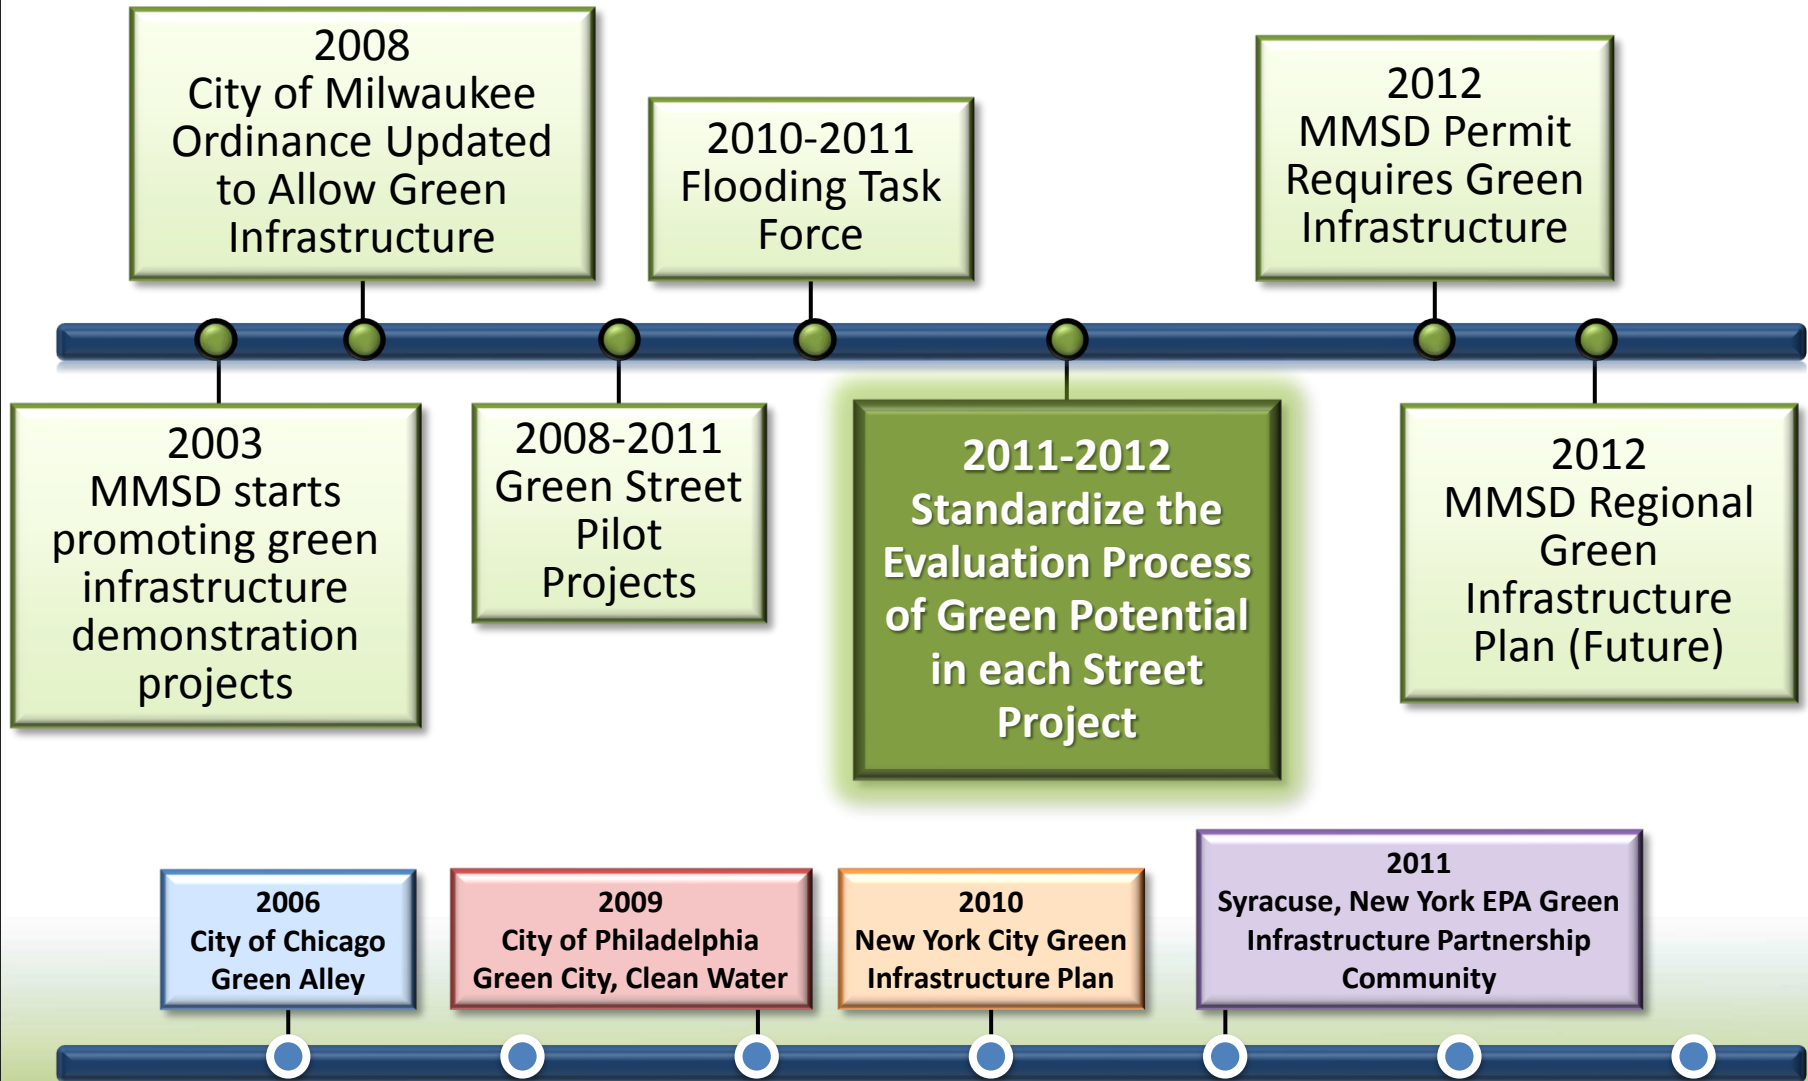 2008
City of Milwaukee
Ordinance Updated
to Allow Green
Infrastructure
2010-2011
Flooding Task
Force
2012
MMSD Permit
Requires Green
Infrastructure
2003
MMSD starts
promoting green
infrastructure
demonstration
projects
2008-2011
Green Street
Pilot
Projects
2011-2012
Standardize the
Evaluation Process
of Green Potential
in each Street
Project
2012
MMSD Regional
Green
Infrastructure
Plan (Future)
2006
City of Chicago
Green Alley
2009
City of Philadelphia
Green City, Clean Water
2010
New York City Green
Infrastructure Plan
2011
Syracuse, New York EPA Green
Infrastructure Partnership
Community